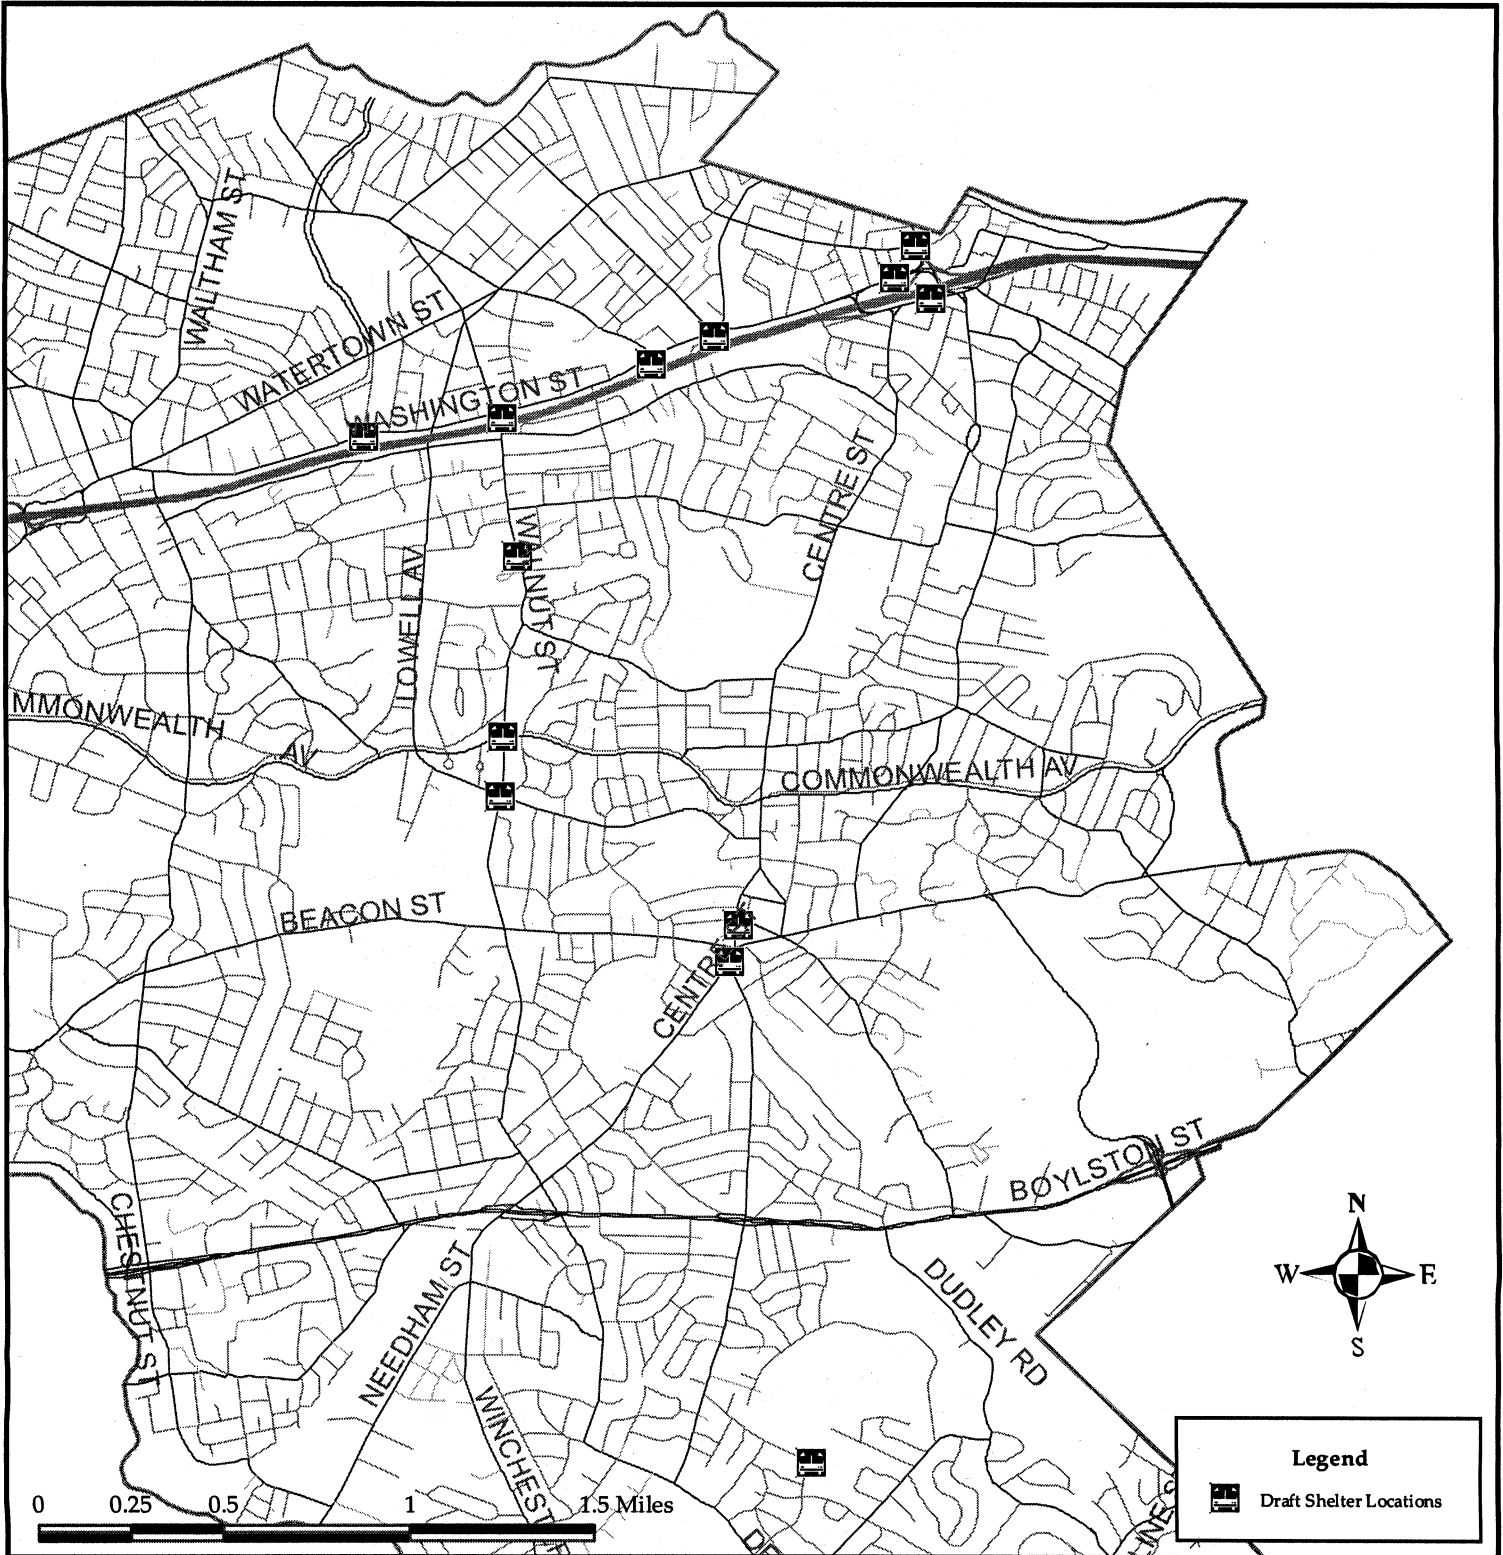 WALTHAM ST
WATERTOWN ST
WASHINGTON ST
CENTRE ST
WALNUT ST
LOWELL AV
MMONWEALTH
AV
COMMONWEALTH AV
BEACON ST
CENTRE
BOYLSTON ST
CHESTNUT ST
NEEDHAM ST
DUDLEY RD
WINCHEST
N
W E
S
Legend
Draft Shelter Locations
0 0.25 0.5 1 1.5 Miles